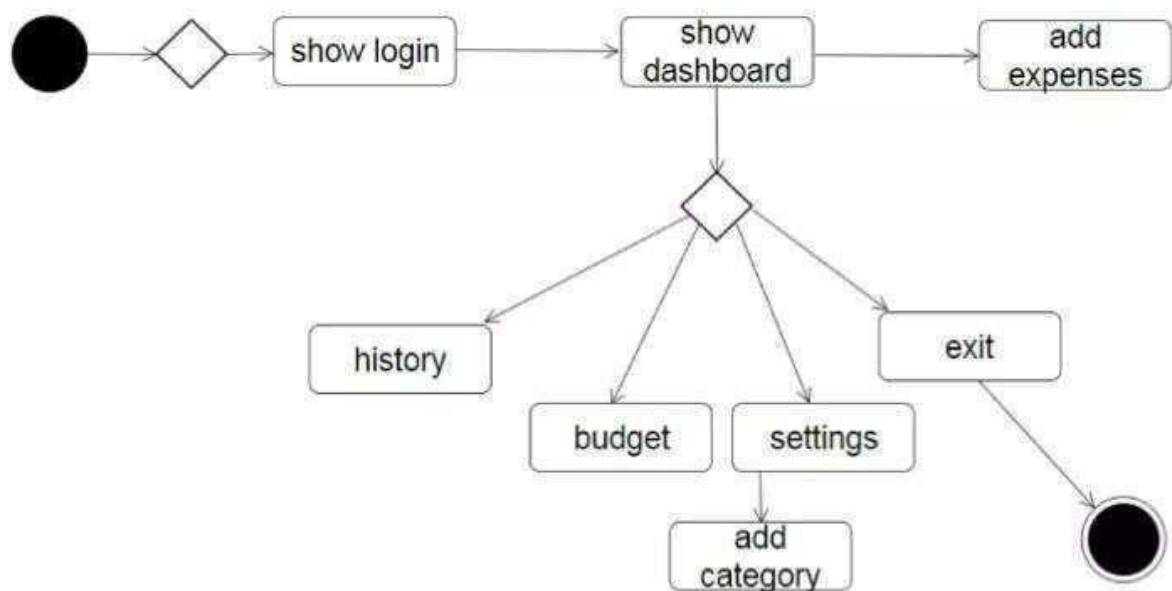 show login
show
dashboard
add
expenses
history
exit
budget
settings
add
category